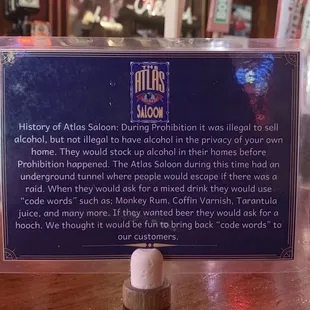 THE
ATLAS
SALOON
History of Atlas Saloon: During Prohibition it was illegal to sell
alcohol, but not illegal to have alcohol in the privacy of your own
home. They would stock up alcohol in their homes before
Prohibition happened. The Atlas Saloon during this time had an
underground tunnel where people would escape if there was a
raid. When they would ask for a mixed drink they would use
"code words" such as; Monkey Rum, Coffin Varnish, Tarantula
juice, and many more. If they wanted beer they would ask for a
hooch. We thought it would be fun to bring back "code words" to
our customers.